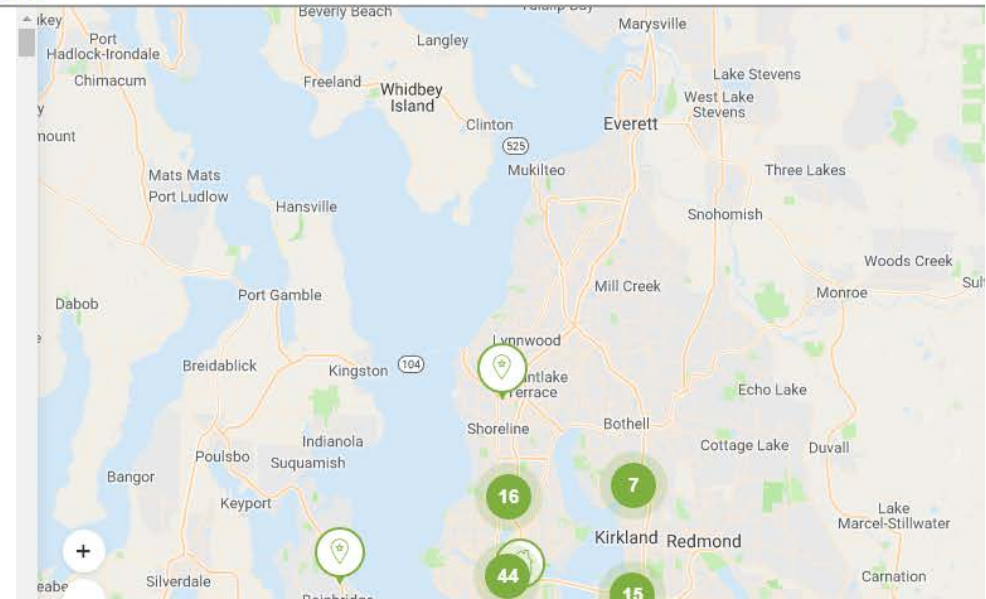 Beverly Beach
Marysville
Port
Hadlock-Irondale
Langley
Chimacum
Freeland
Whidbey
Island
Lake Stevens
West Lake
Stevens
Clinton
Everett
525
Mukilteo
Three Lakes
Mats Mats
Port Ludlow
Hansville
Snohomish
Woods Creek
Mill Creek
Port Gamble
Monroe
Dabob
Lynnwood
Breidablick
Kingston
104
Echo Lake
Shoreline
Bothell
Indianola
Cottage Lake
Duvall
Poulsbo
Suquamish
Bangor
7
16
Keyport
Lake
Marcel-Stillwater
Kirkland
Redmond
+
44
Carnation
Silverdale
15
Bainbridge